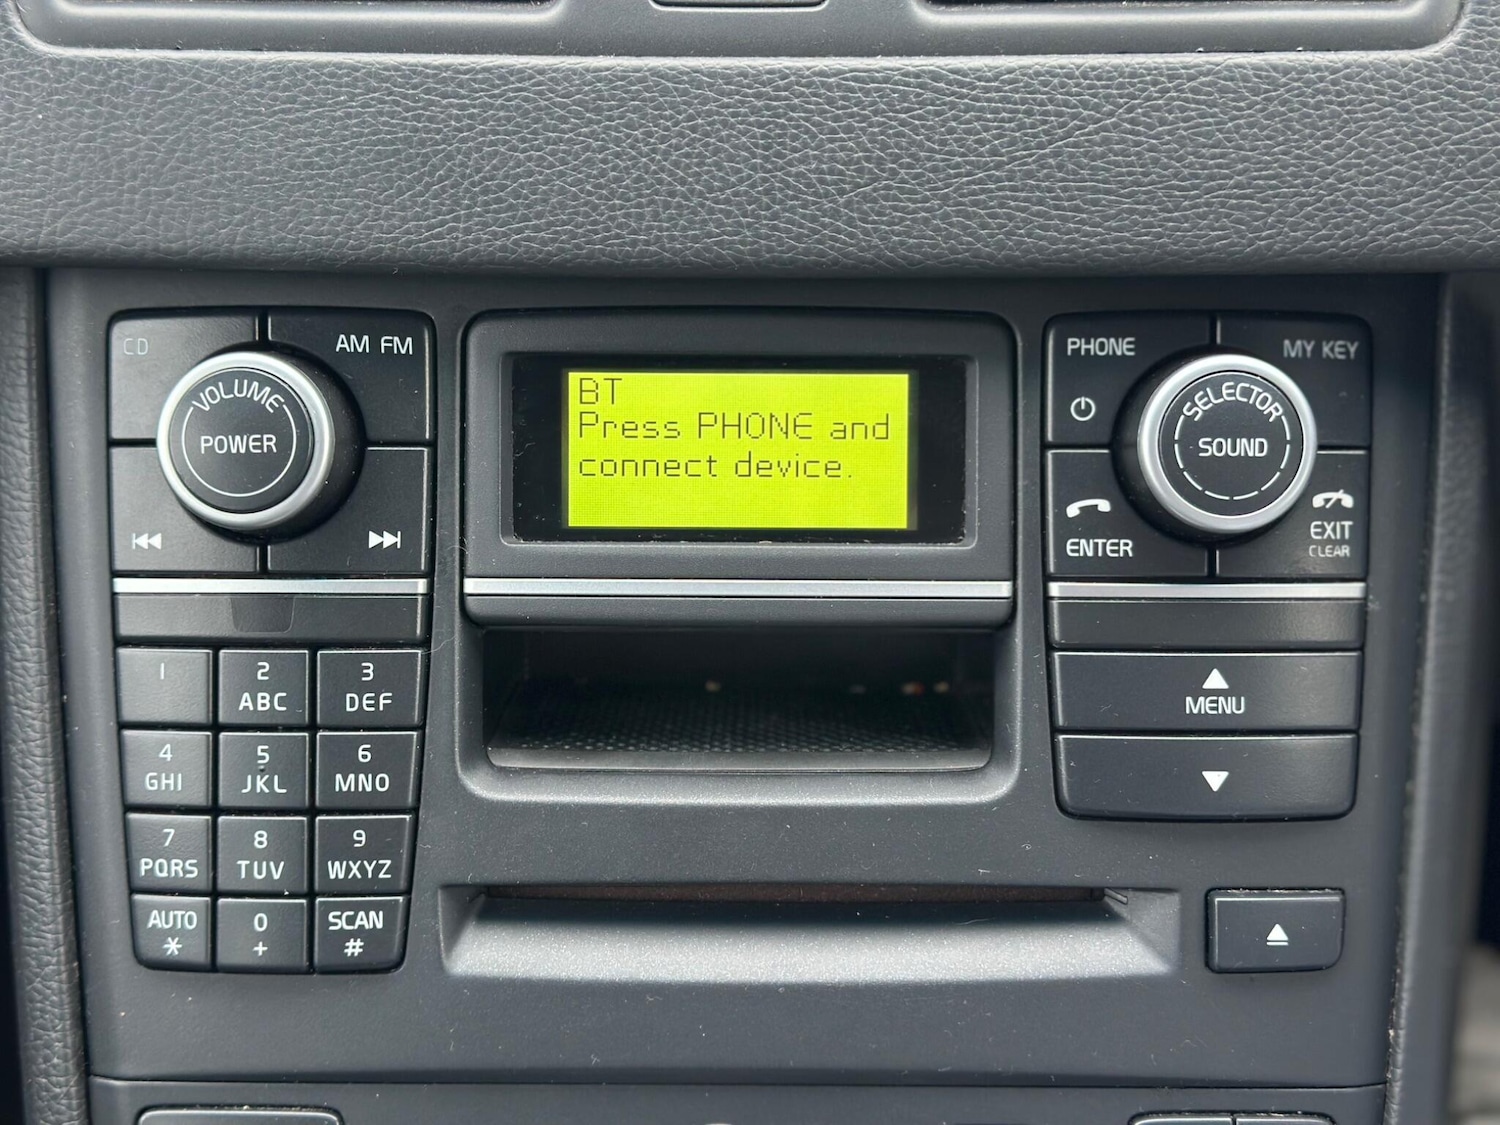 CD
AM FM
VOLUME
POWER
BT
Press PHONE and
connect device.
PHONE
MY KEY
SELECTOR
SOUND
ENTER
EXIT
CLEAR
1
2
3
ABC
DEF
4
5
6
GHI
JKL
MNO
7
8
9
PQRS
TUV
WXYZ
AUTO
0
SCAN
*
+
#
MENU